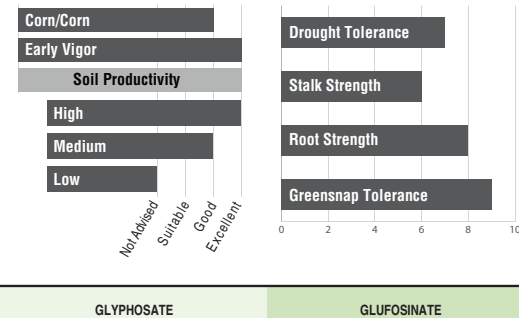 Corn/Corn
Early Vigor
Soil Productivity
High
Medium
Low
Not Advised
Suitable
Good
Excellent
Drought Tolerance
Stalk Strength
Root Strength
Greensnap Tolerance
0 2 4 6 8 10
GLYPHOSATE GLUFOSINATE